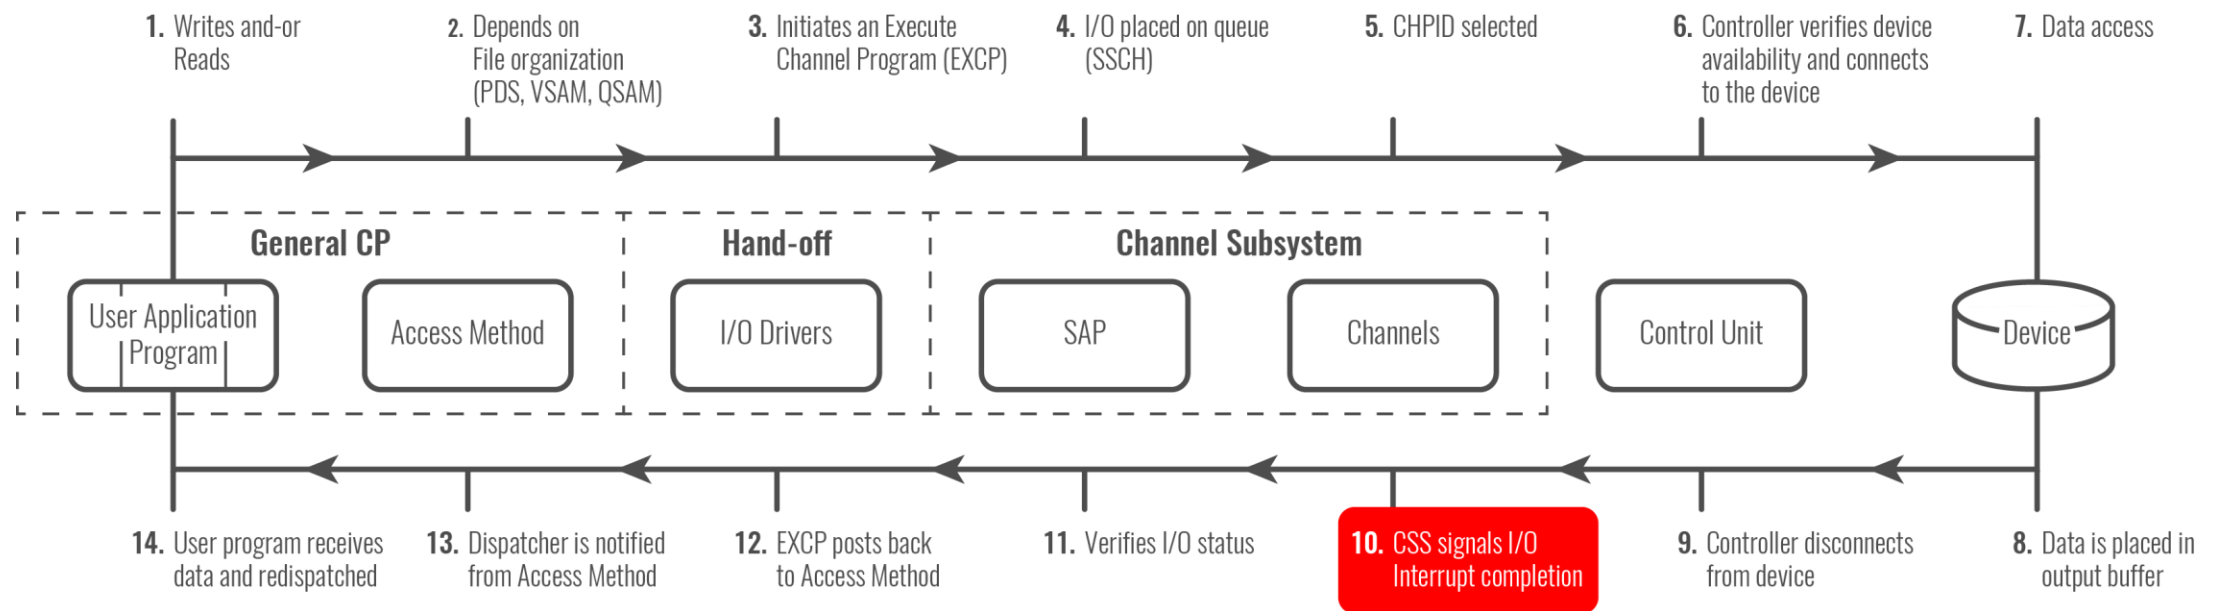 1. Writes and-or
Reads
2. Depends on
File organization
(PDS, VSAM, QSAM)
3. Initiates an Execute
Channel Program (EXCP)
4. I/O placed on queue
(SSCH)
5. CHPID selected
6. Controller verifies device
availability and connects
to the device
7. Data access
General CP
Hand-off
Channel Subsystem
User Application
Program
Access Method
I/O Drivers
SAP
Channels
Control Unit
Device
14. User program receives
data and redispatched
13. Dispatcher is notified
from Access Method
12. EXCP posts back
to Access Method
11. Verifies I/O status
10. CSS signals I/O
Interrupt completion
9. Controller disconnects
from device
8. Data is placed in
output buffer